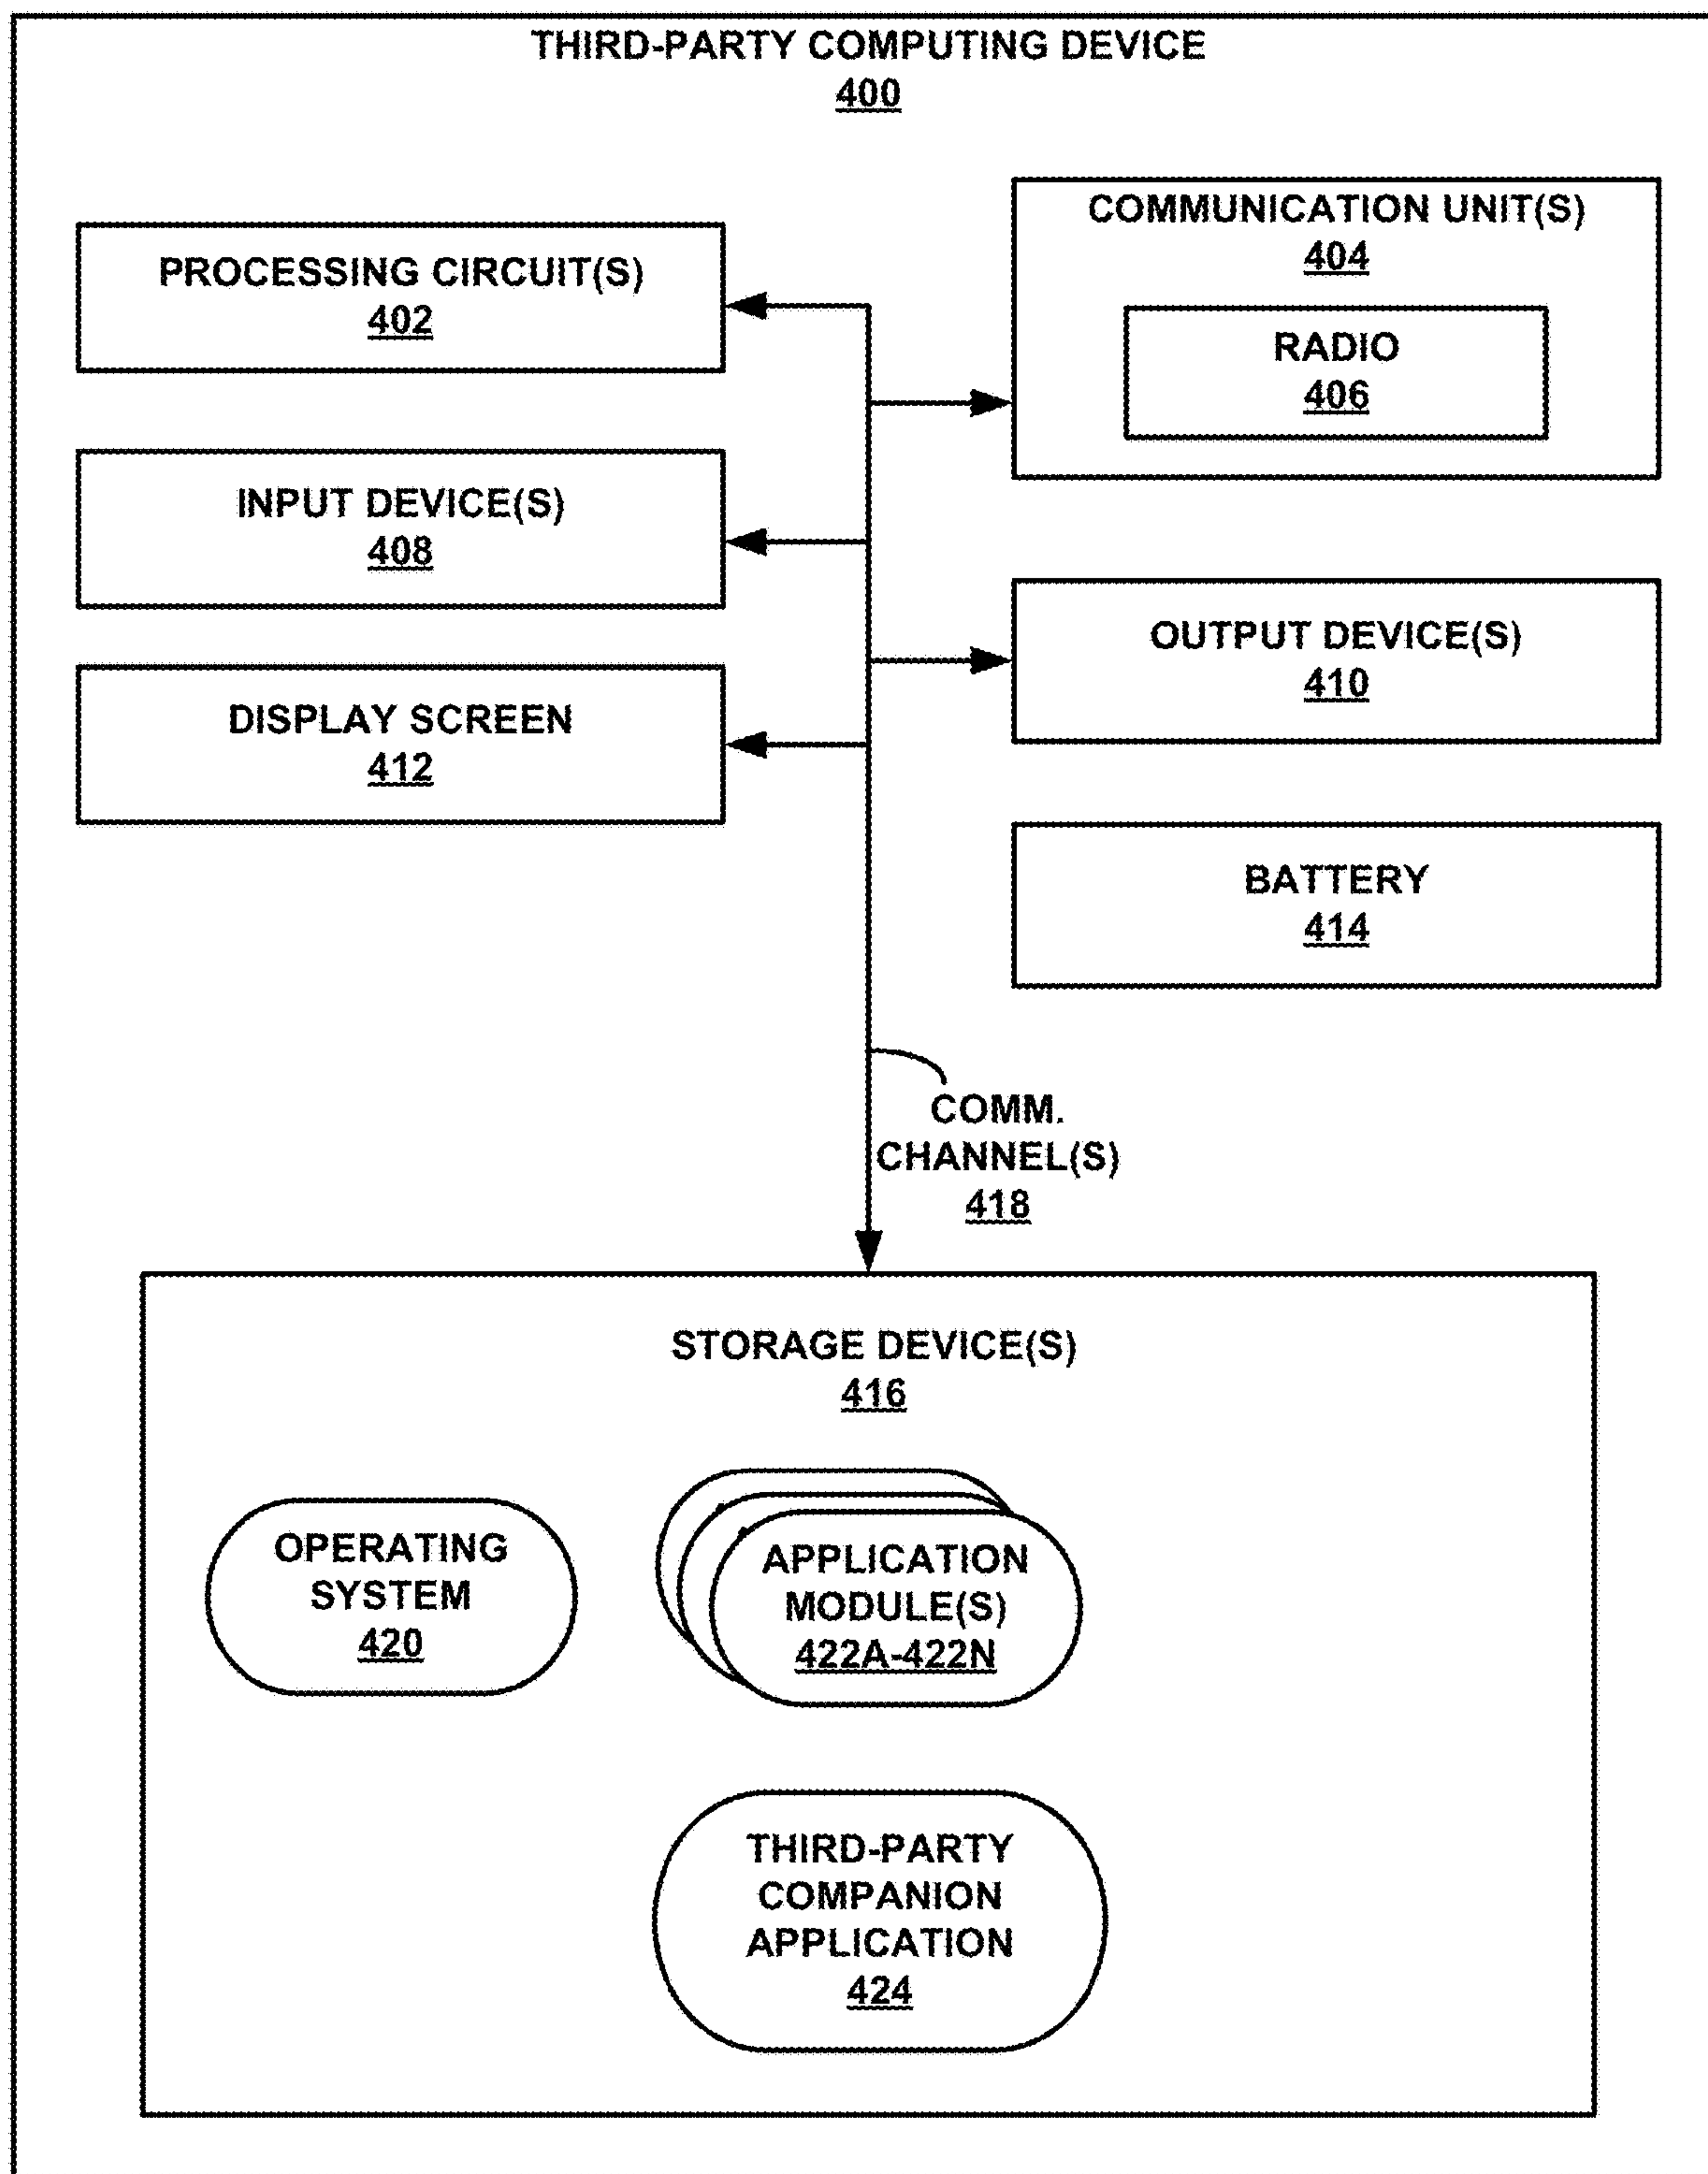 THIRD-PARTY COMPUTING DEVICE
400
PROCESSING CIRCUIT(S)
402
COMMUNICATION UNIT(S)
404
RADIO
406
INPUT DEVICE(S)
408
OUTPUT DEVICE(S)
410
DISPLAY SCREEN
412
BATTERY
414
COMM.
CHANNEL(S)
418
STORAGE DEVICE(S)
416
OPERATING
SYSTEM
420
APPLICATION
MODULE(S)
422A-422N
THIRD-PARTY
COMPANION
APPLICATION
424